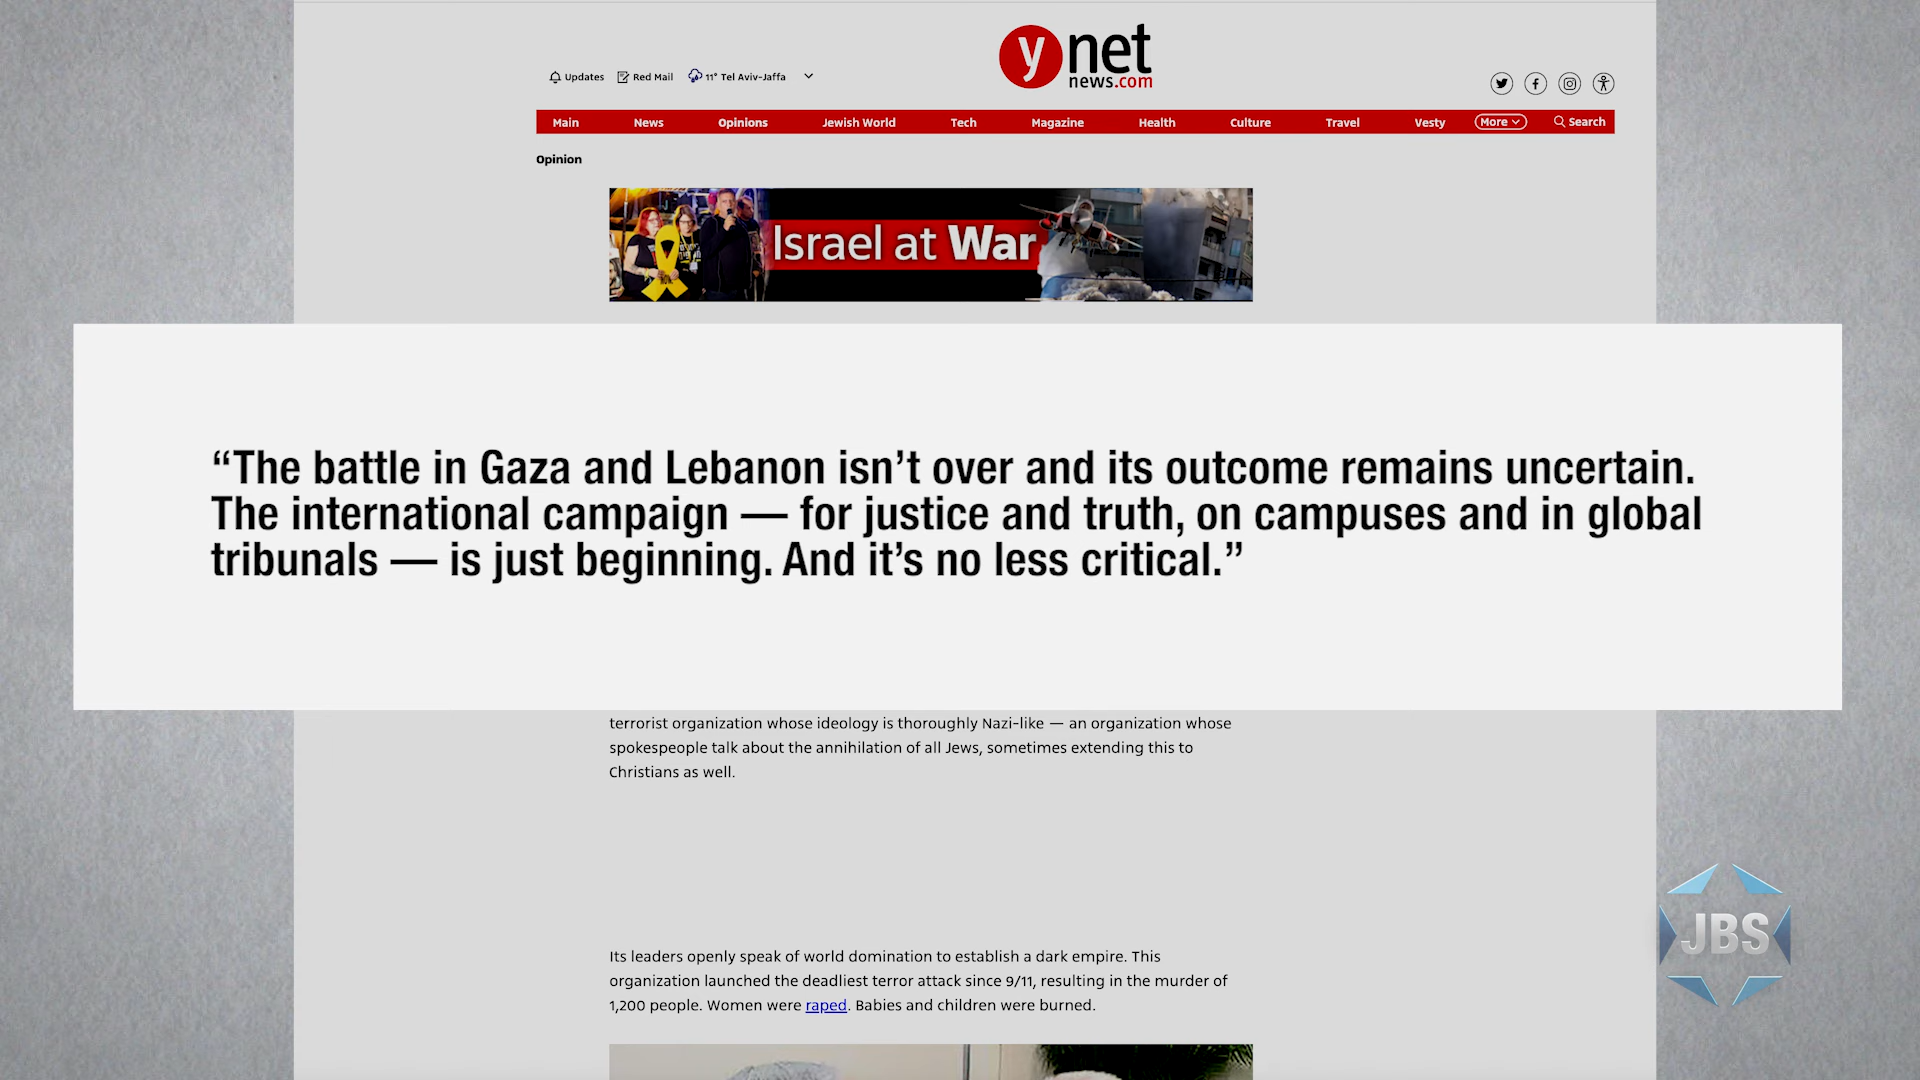 ynet
news.com
Updates Red Mail 11° Tel Aviv-Jaffa
Main News Opinions Jewish World Tech Magazine Health Culture Travel Vesty More Search
Opinion
Israel at War
“The battle in Gaza and Lebanon isn’t over and its outcome remains uncertain.
The international campaign — for justice and truth, on campuses and in global
tribunals — is just beginning. And it’s no less critical.”
terrorist organization whose ideology is thoroughly Nazi-like — an organization whose
spokespeople talk about the annihilation of all Jews, sometimes extending this to
Christians as well.
JBS
Its leaders openly speak of world domination to establish a dark empire. This
organization launched the deadliest terror attack since 9/11, resulting in the murder of
1,200 people. Women were raped. Babies and children were burned.